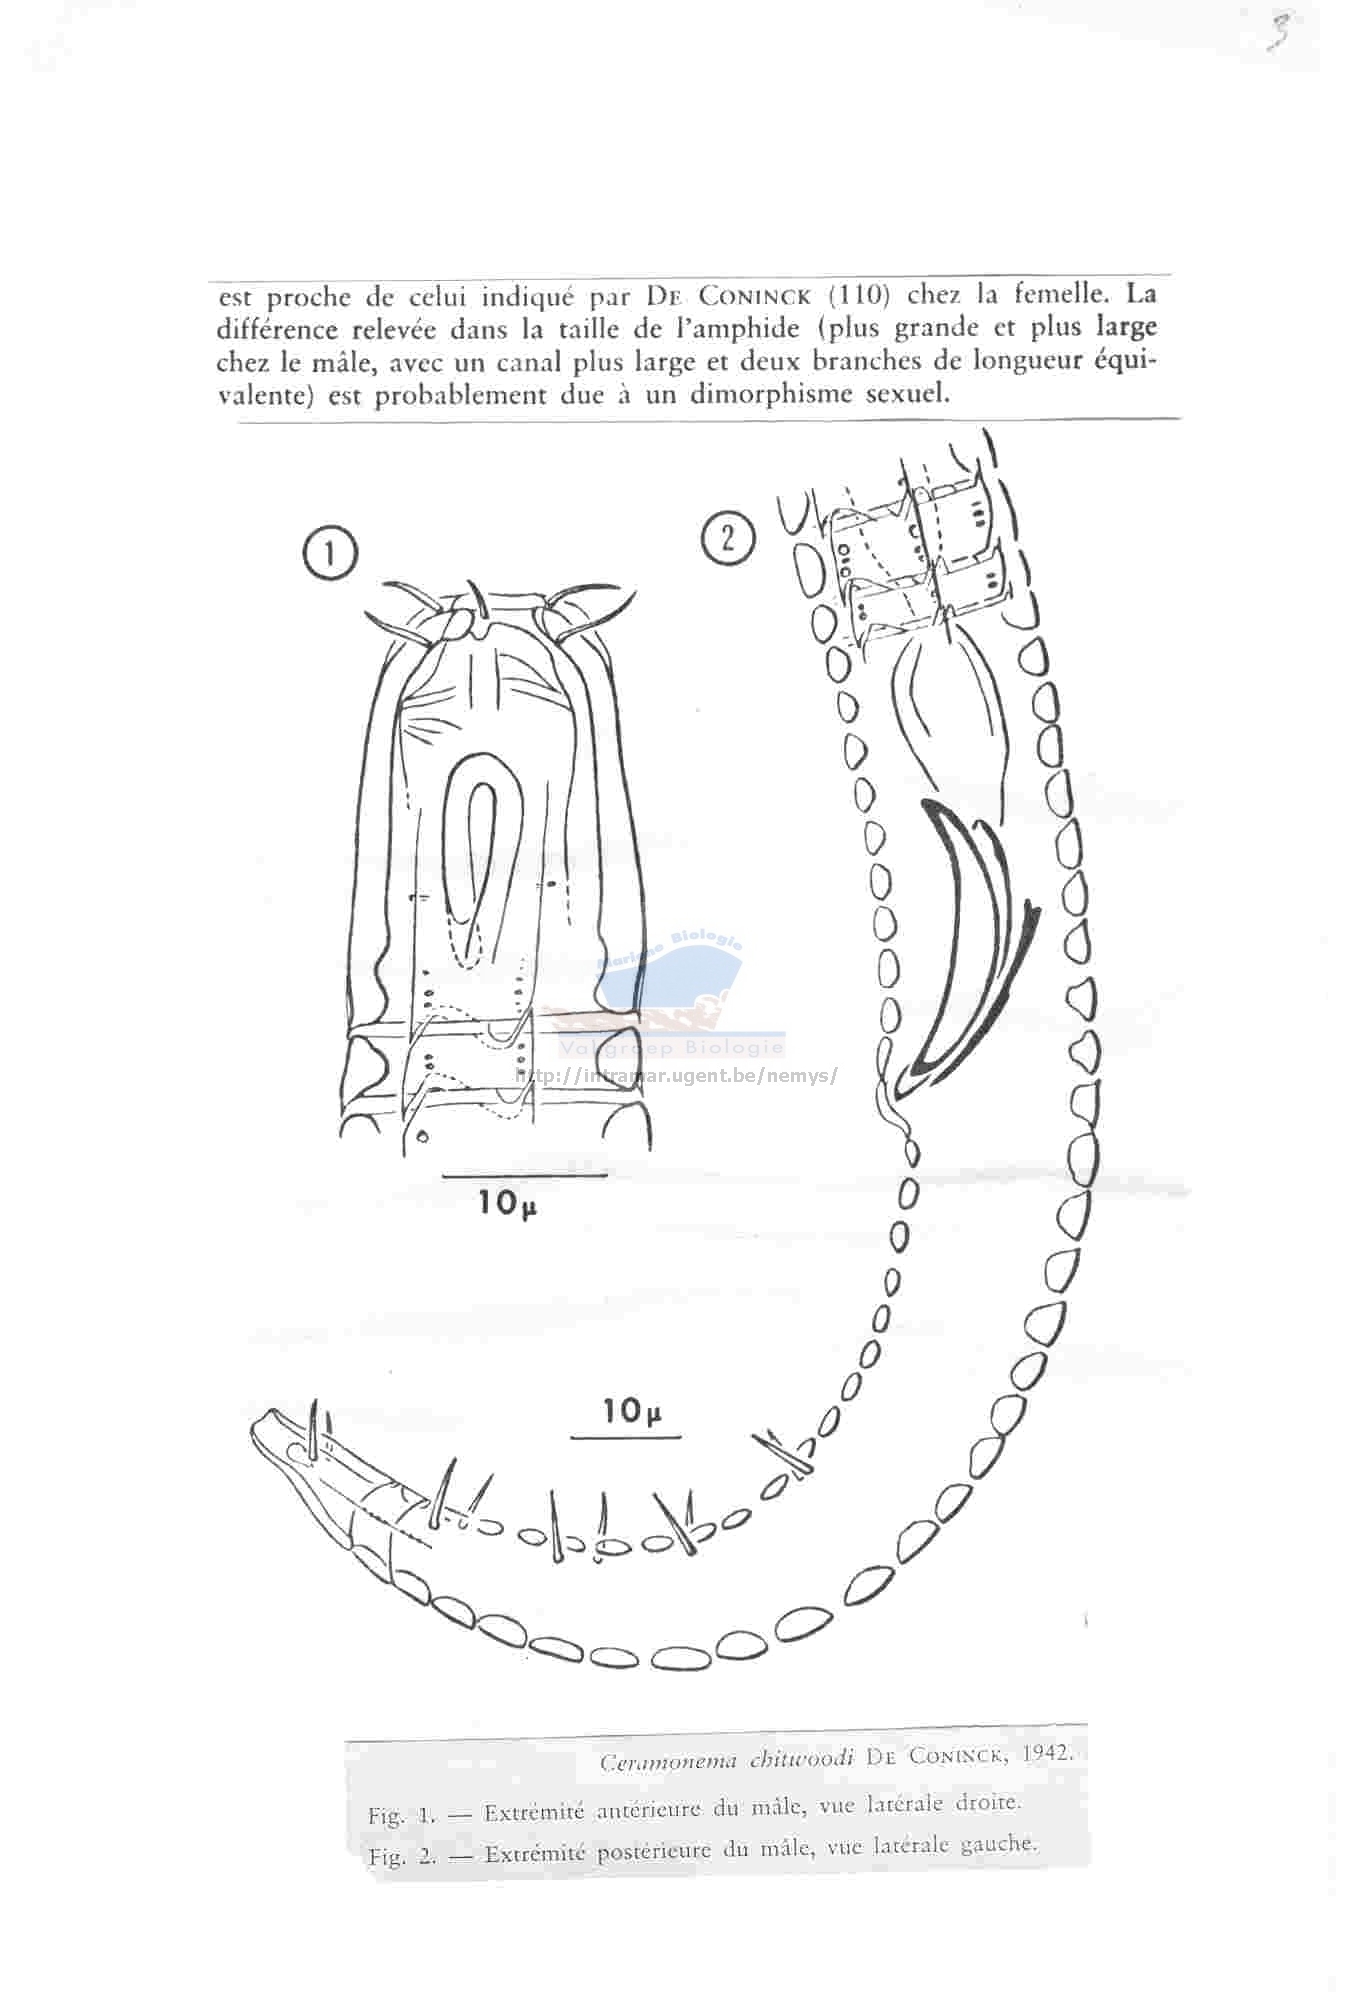 3
est proche de celui indiqué par DE CONINCK (110) chez la femelle. La
différence relevée dans la taille de l'amphide (plus grande et plus large
chez le mâle, avec un canal plus large et deux branches de longueur équi-
valente) est probablement due à un dimorphisme sexuel.
1
2
Mariene Biologie
Vakgroep Biologie
http://intramar.ugent.be/nemys/
10µ
10µ
Ceramonema chitwoodi DE CONINCK, 1942.
Fig. 1. — Extrémité antérieure du mâle, vue latérale droite.
Fig. 2. — Extrémité postérieure du mâle, vue latérale gauche.